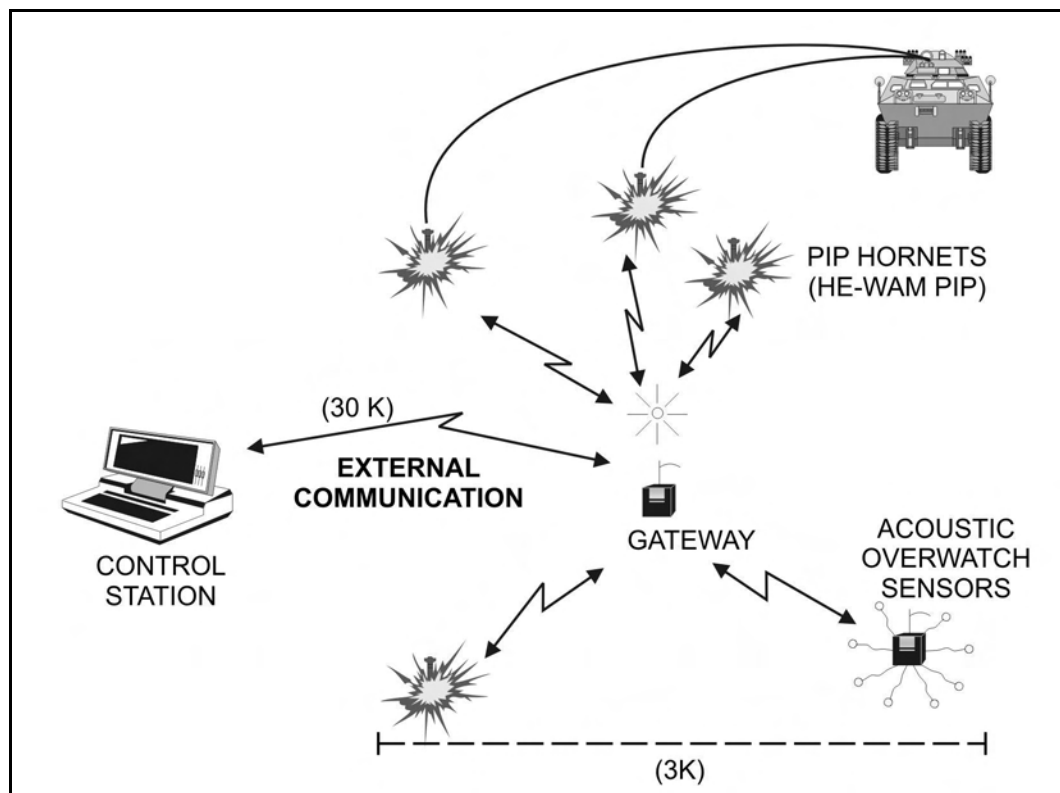 PIP HORNETS
(HE-WAM PIP)
(30 K)
EXTERNAL
COMMUNICATION
CONTROL
STATION
GATEWAY
ACOUSTIC
OVERWATCH
SENSORS
(3K)